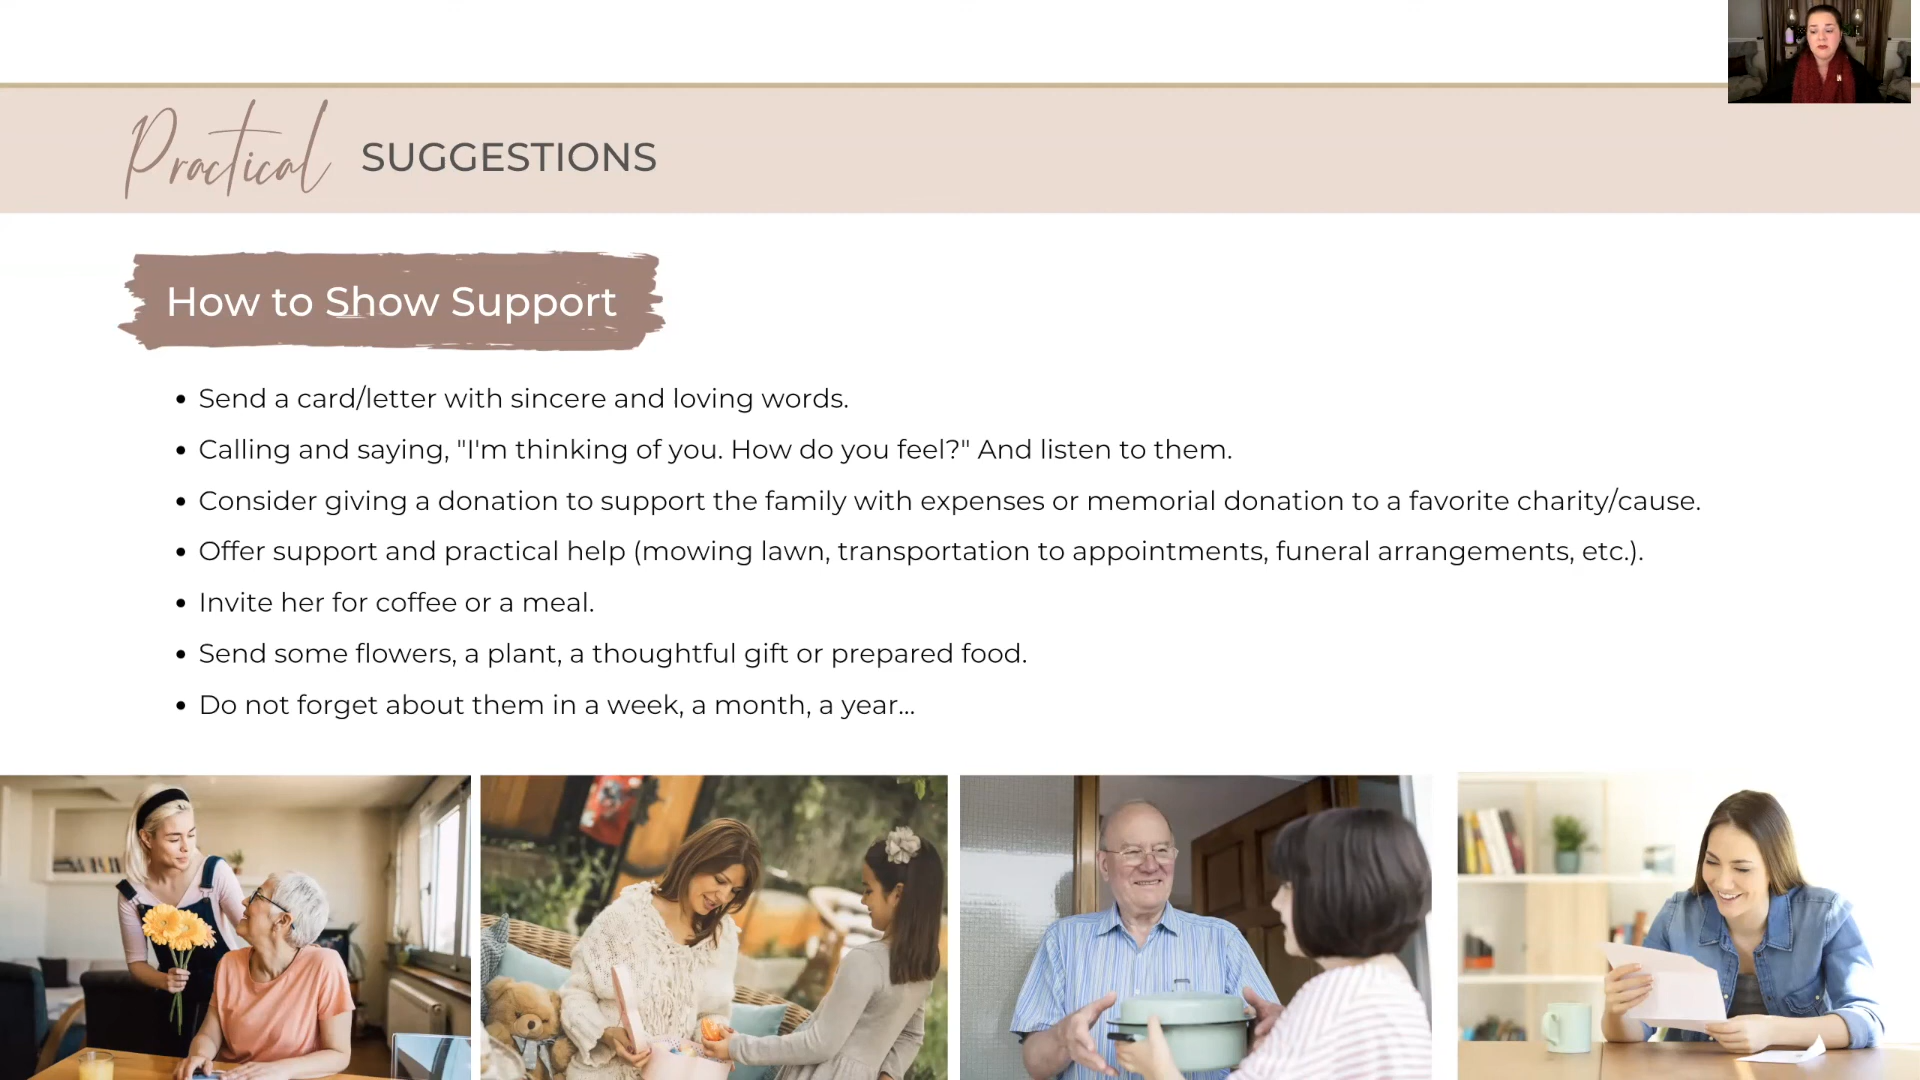 Practical SUGGESTIONS
How to Show Support
• Send a card/letter with sincere and loving words.
• Calling and saying, "I'm thinking of you. How do you feel?" And listen to them.
• Consider giving a donation to support the family with expenses or memorial donation to a favorite charity/cause.
• Offer support and practical help (mowing lawn, transportation to appointments, funeral arrangements, etc.).
• Invite her for coffee or a meal.
• Send some flowers, a plant, a thoughtful gift or prepared food.
• Do not forget about them in a week, a month, a year...